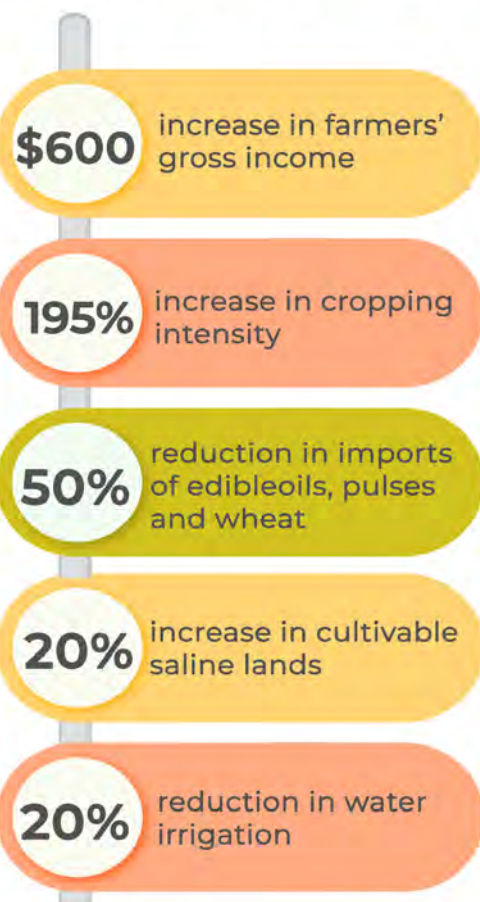 $600
increase in farmers’
gross income
195%
increase in cropping
intensity
50%
reduction in imports
of edibleoils, pulses
and wheat
20%
increase in cultivable
saline lands
20%
reduction in water
irrigation